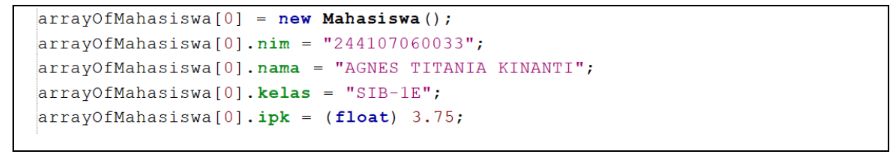 arrayOfMahasiswa[0] = new Mahasiswa();
arrayOfMahasiswa[0].nim = "244107060033";
arrayOfMahasiswa[0].nama = "AGNES TITANIA KINANTI";
arrayOfMahasiswa[0].kelas = "SIB-1E";
arrayOfMahasiswa[0].ipk = (float) 3.75;